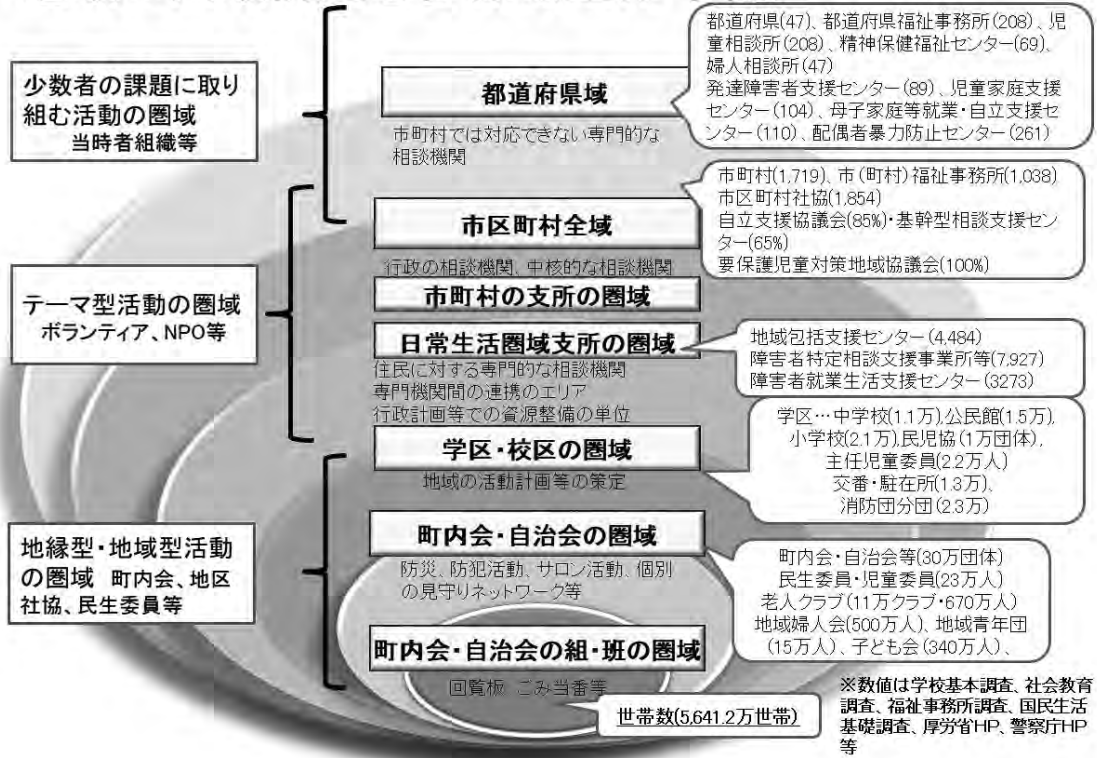 少数者の課題に取り
組む活動の圏域
当時者組織等
テーマ型活動の圏域
ボランティア、NPO等
地縁型・地域型活動
の圏域 町内会、地区
社協、民生委員等
都道府県域
市町村では対応できない専門的な
相談機関
市区町村全域
行政の相談機関、中核的な相談機関
市町村の支所の圏域
日常生活圏域支所の圏域
住民に対する専門的な相談機関
専門機関間の連携のエリア
行政計画等での資源整備の単位
学区・校区の圏域
地域の活動計画等の策定
町内会・自治会の圏域
防災、防犯活動、サロン活動、個別
の見守りネットワーク等
町内会・自治会の組・班の圏域
回覧板 ごみ当番等
世帯数(5,641.2万世帯)
都道府県(47)、都道府県福祉事務所(208)、児
童相談所(208)、精神保健福祉センター(69)、
婦人相談所(47)
発達障害者支援センター(89)、児童家庭支援
センター(104)、母子家庭等就業・自立支援セ
ンター(110)、配偶者暴力防止センター(261)
市町村(1,719)、市(町村)福祉事務所(1,038)
市区町村社協(1,854)
自立支援協議会(85%)・基幹型相談支援セン
ター(65%)
要保護児童対策地域協議会(100%)
地域包括支援センター(4,484)
障害者特定相談支援事業所等(7,927)
障害者就業生活支援センター(3273)
学区…中学校(1.1万),公民館(1.5万),
小学校(2.1万),民児協(1万団体),
主任児童委員(2.2万人)
交番・駐在所(1.3万)、
消防団分団(2.3万)
町内会・自治会等(30万団体)
民生委員・児童委員(23万人)
老人クラブ(11万クラブ・670万人)
地域婦人会(500万人)、地域青年団
(15万人)、子ども会(340万人)、
※数値は学校基本調査、社会教育
調査、福祉事務所調査、国民生活
基礎調査、厚労省HP、警察庁HP
等